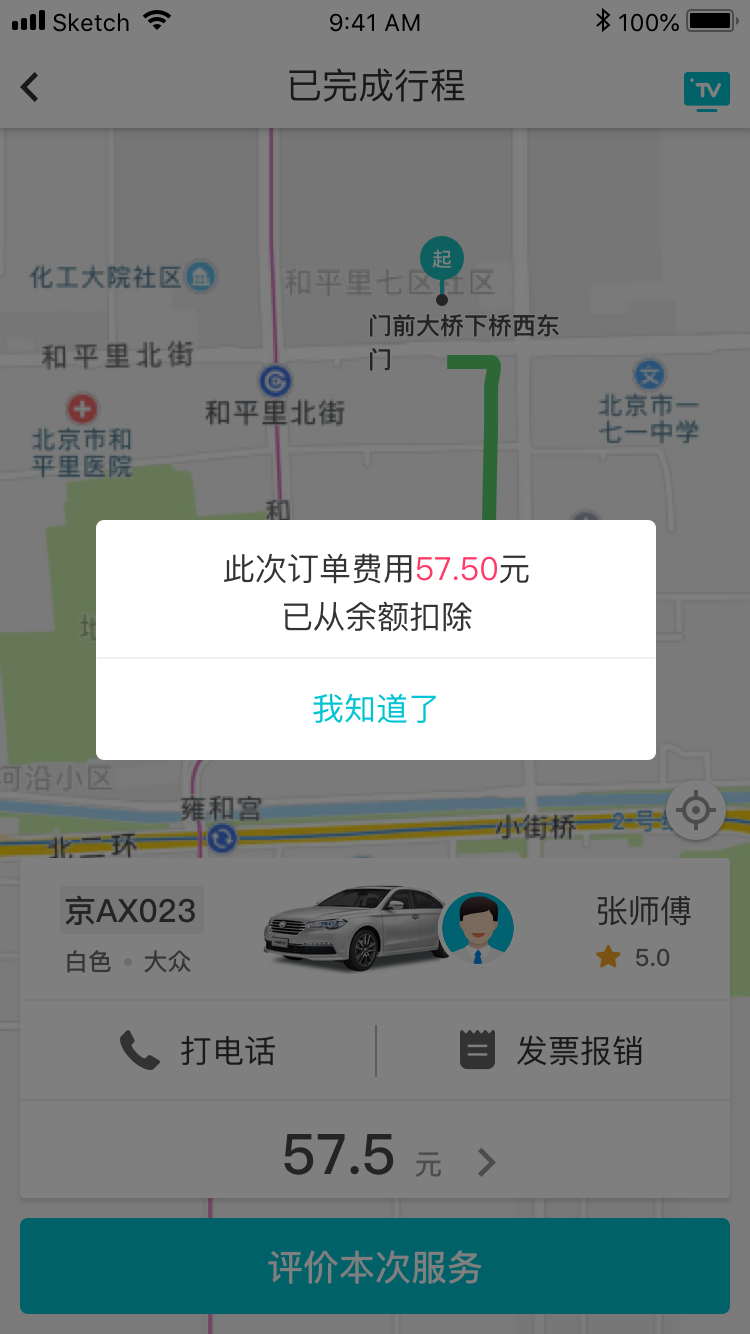 Sketch 9:41 AM 100%
已完成行程
TV
起
化工大院社区
和平里七区社区
门前大桥下桥西东
门
和平里北街
和平里北街
北京市和
平里医院
北京市一
七一中学
和
此次订单费用57.50元
已从余额扣除
地
我知道了
河沿小区
雍和宫
小街桥
2号
北二环
京AX023
张师傅
白色 • 大众
5.0
打电话
发票报销
57.5 元
评价本次服务